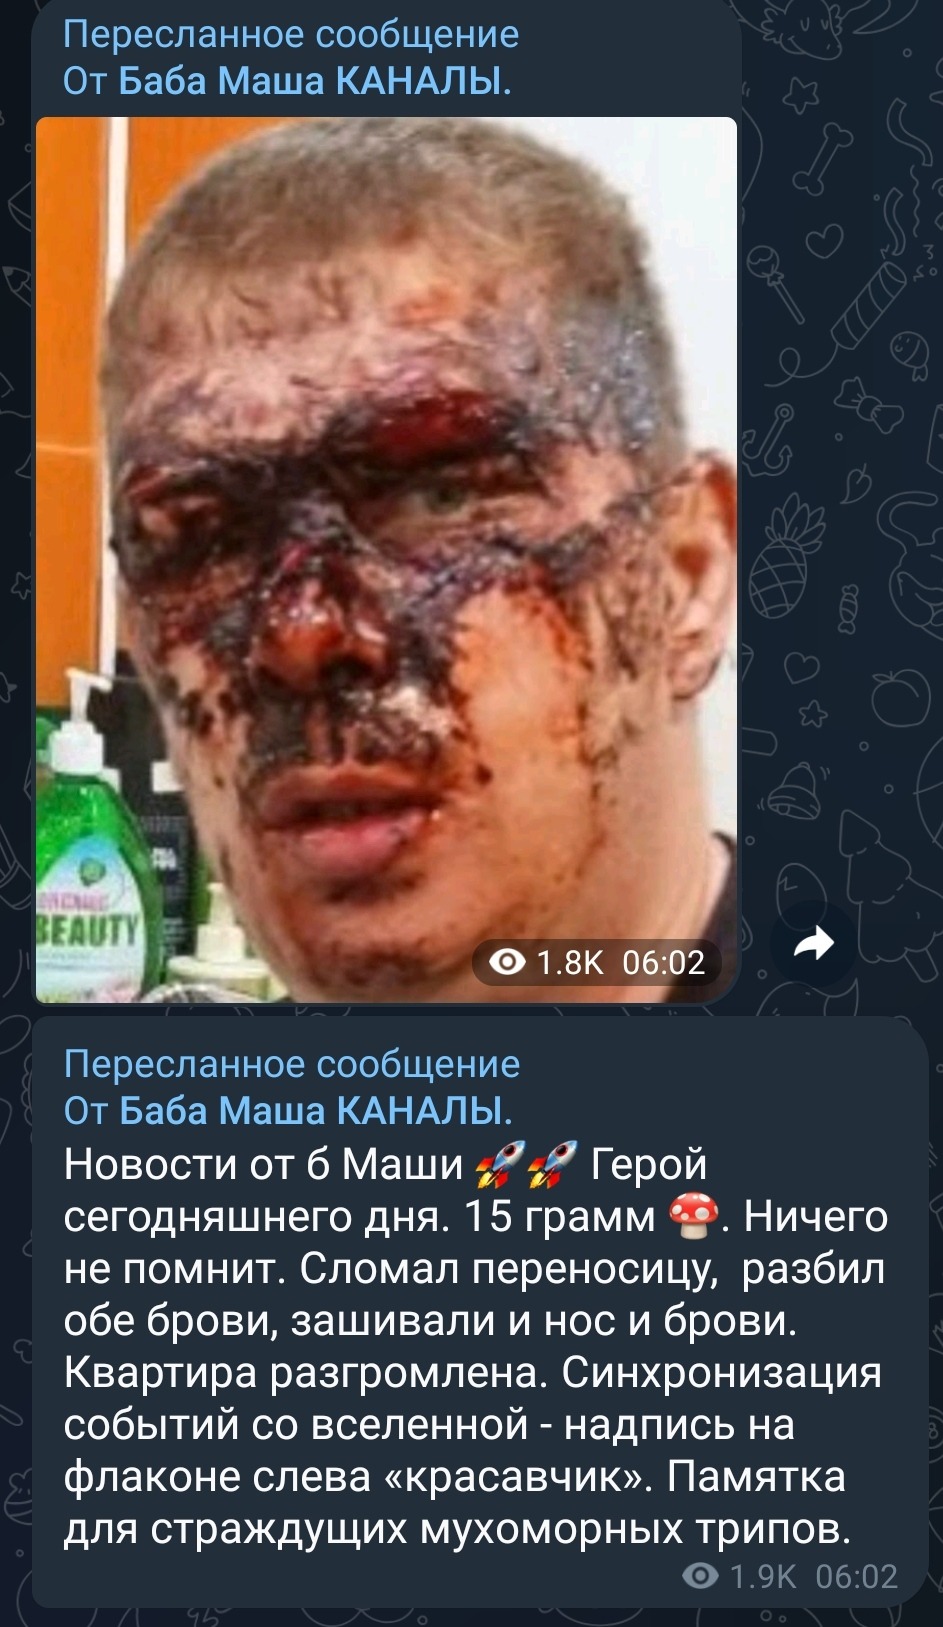 Пересланное сообщение
От Баба Маша КАНАЛЫ.
BEAUTY
1.8K 06:02
Пересланное сообщение
От Баба Маша КАНАЛЫ.
Новости от б Маши 🚀🚀 Герой
сегодняшнего дня. 15 грамм 🍄. Ничего
не помнит. Сломал переносицу, разбил
обе брови, зашивали и нос и брови.
Квартира разгромлена. Синхронизация
событий со вселенной - надпись на
флаконе слева «красавчик». Памятка
для страждущих мухоморных трипов.
1.9K 06:02